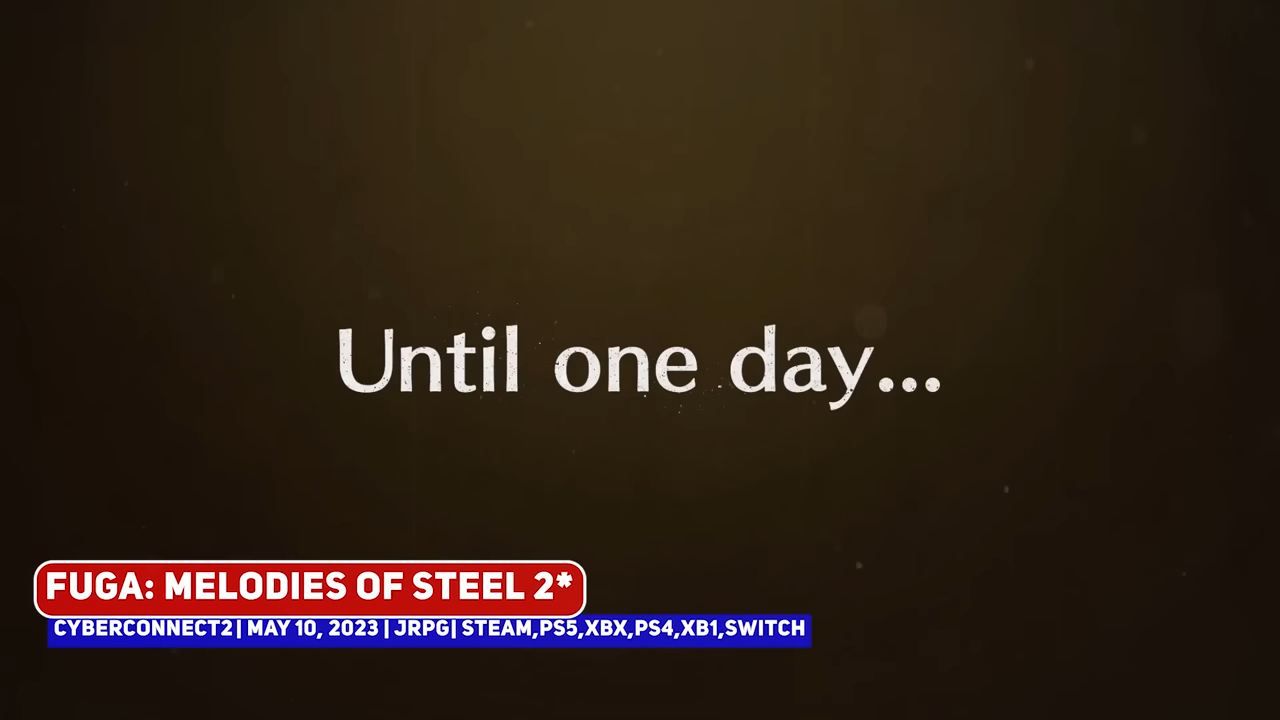 Until one day...
FUGA: MELODIES OF STEEL 2*
CYBERCONNECT2| MAY 10, 2023 | JRPG| STEAM,PS5,XBX,PS4,XB1,SWITCH